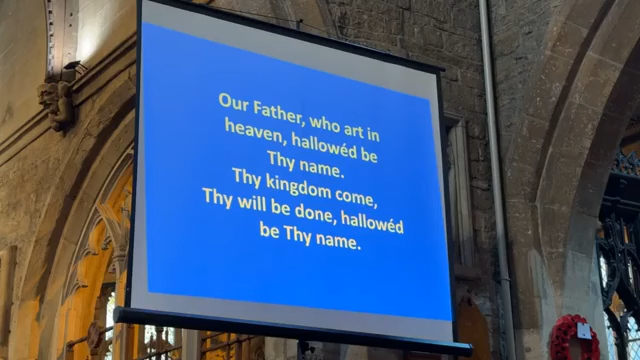 Our Father, who art in
heaven, hallowéd be
Thy name.
Thy kingdom come,
Thy will be done, hallowéd
be Thy name.